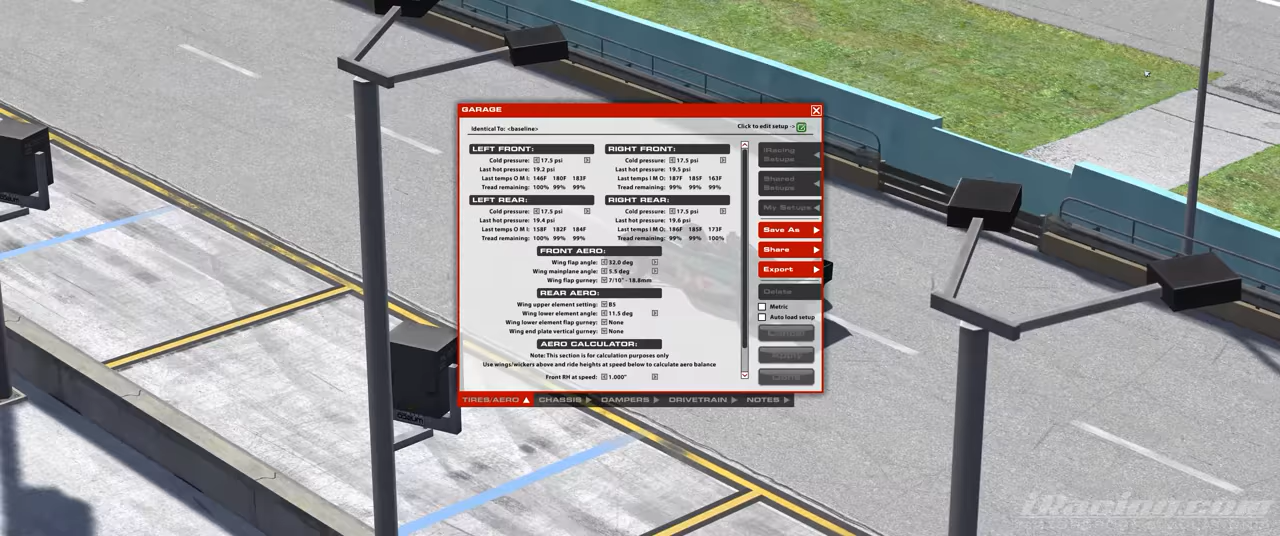 GARAGE
Identical To: <baseline>
Click to edit setup ->
LEFT FRONT:
Cold pressure: 17.5 psi
Last hot pressure: 19.2 psi
Last temps O M I: 146F 180F 183F
Tread remaining: 100% 99% 99%
RIGHT FRONT:
Cold pressure: 17.5 psi
Last hot pressure: 19.5 psi
Last temps I M O: 187F 185F 163F
Tread remaining: 99% 99% 99%
LEFT REAR:
Cold pressure: 17.5 psi
Last hot pressure: 19.4 psi
Last temps O M I: 158F 182F 184F
Tread remaining: 100% 99% 99%
RIGHT REAR:
Cold pressure: 17.5 psi
Last hot pressure: 19.6 psi
Last temps I M O: 186F 185F 173F
Tread remaining: 99% 99% 100%
FRONT AERO:
Wing flap angle: 32.0 deg
Wing mainplane angle: 5.5 deg
Wing flap gurney: 7/10" - 18.8mm
REAR AERO:
Wing upper element setting: B5
Wing lower element angle: 11.5 deg
Wing lower element flap gurney: None
Wing end plate vertical gurney: None
AERO CALCULATOR:
Note: This section is for calculation purposes only
Use wings/wickers above and ride heights at speed below to calculate aero balance
Front RH at speed: 1.000"
iRacing
Setups
Shared
Setups
My Setups
Save As
Share
Export
Delete
Metric
Auto load setup
Apply
Done
TIRES/AERO
CHASSIS
DAMPERS
DRIVETRAIN
NOTES
iRacing.com